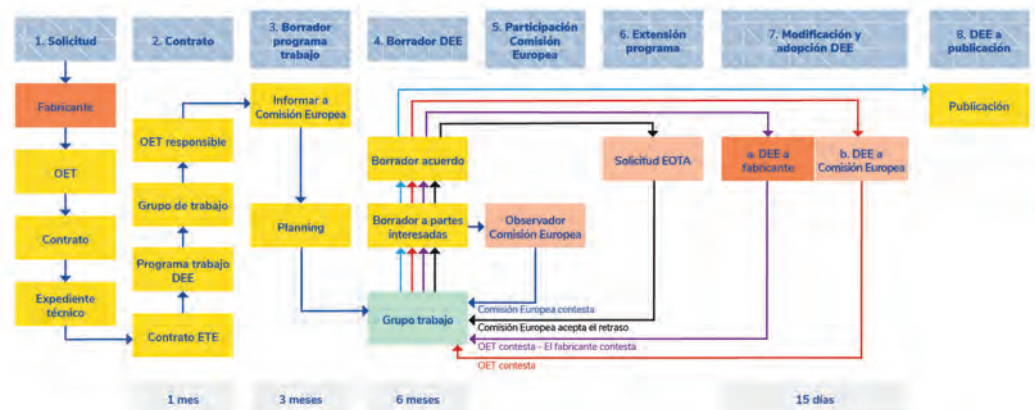 1. Solicitud
2. Contrato
3. Borrador
programa
trabajo
4. Borrador DEE
5. Participación
Comisión
Europea
6. Extensión
programa
7. Modificación y
adopción DEE
8. DEE a
publicación
Fabricante
OET
Contrato
Expediente
técnico
OET responsible
Grupo de trabajo
Programa trabajo
DEE
Contrato ETE
Informar a
Comisión Europea
Planning
Borrador acuerdo
Borrador a partes
interesadas
Grupo trabajo
Observador
Comisión Europea
Solicitud EOTA
a. DEE a
fabricante
b. DEE a
Comisión Europea
Publicación
Comisión Europea contesta
Comisión Europea acepta el retraso
OET contesta - El fabricante contesta
OET contesta
1 mes
3 meses
6 meses
15 días